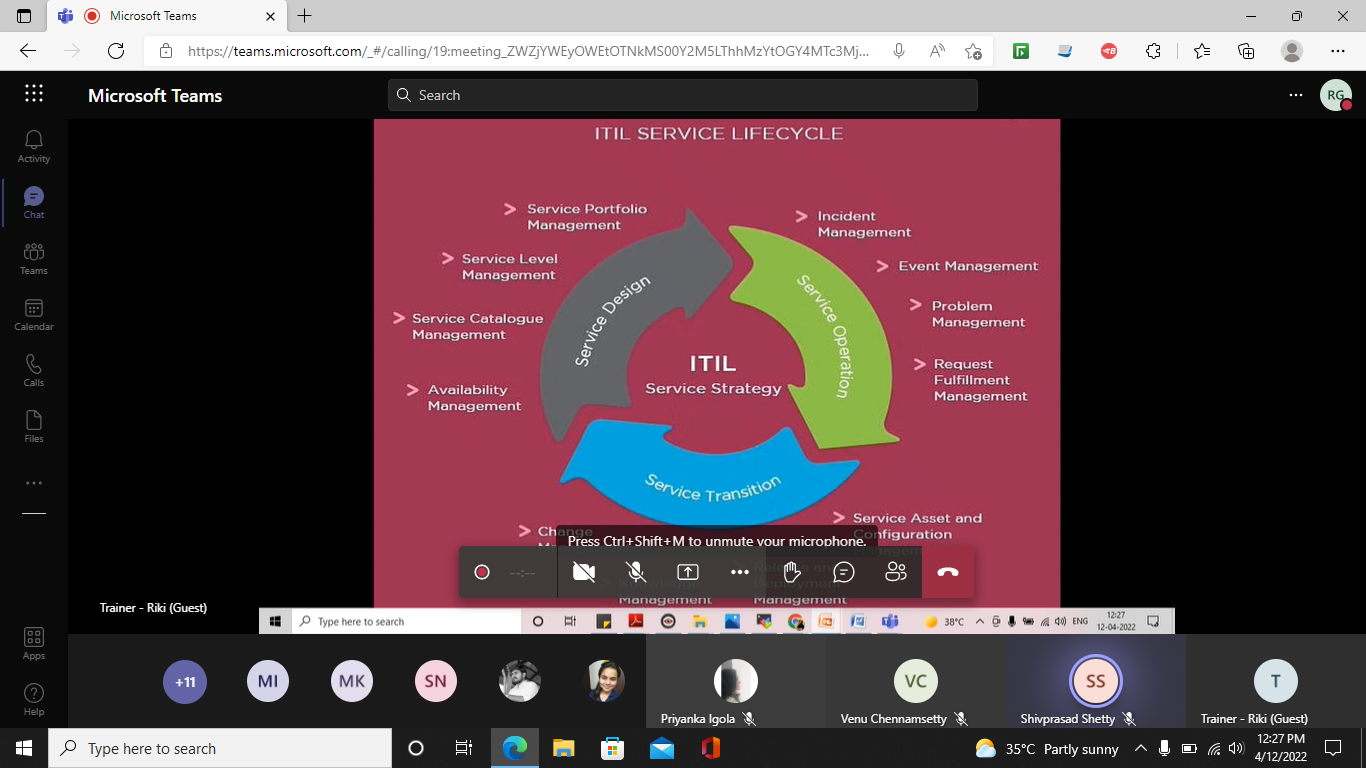 Microsoft Teams
https://teams.microsoft.com/_#/calling/19:meeting_ZWZjYWEyOWEtOTNkMS00Y2M5LThhMzYtOGY4MTc3Mj...
Microsoft Teams
Search
RG
Activity
Chat
Teams
Calendar
Calls
Files
Apps
Help
ITIL SERVICE LIFECYCLE
Service Portfolio
Management
Service Level
Management
Service Catalogue
Management
Availability
Management
Service Design
Incident
Management
Event Management
Problem
Management
Request
Fulfillment
Management
Service Operation
ITIL
Service Strategy
Service Transition
Change
Service Asset and
Configuration
Press Ctrl+Shift+M to unmute your microphone.
--:--
Knowledge
Management
Release and
Deployment
Management
Trainer - Riki (Guest)
Type here to search
38°C
ENG
12:27
12-04-2022
+11
MI
MK
SN
Priyanka Igola
VC
Venu Chennamsetty
SS
Shivprasad Shetty
T
Trainer - Riki (Guest)
Type here to search
35°C Partly sunny
12:27 PM
4/12/2022